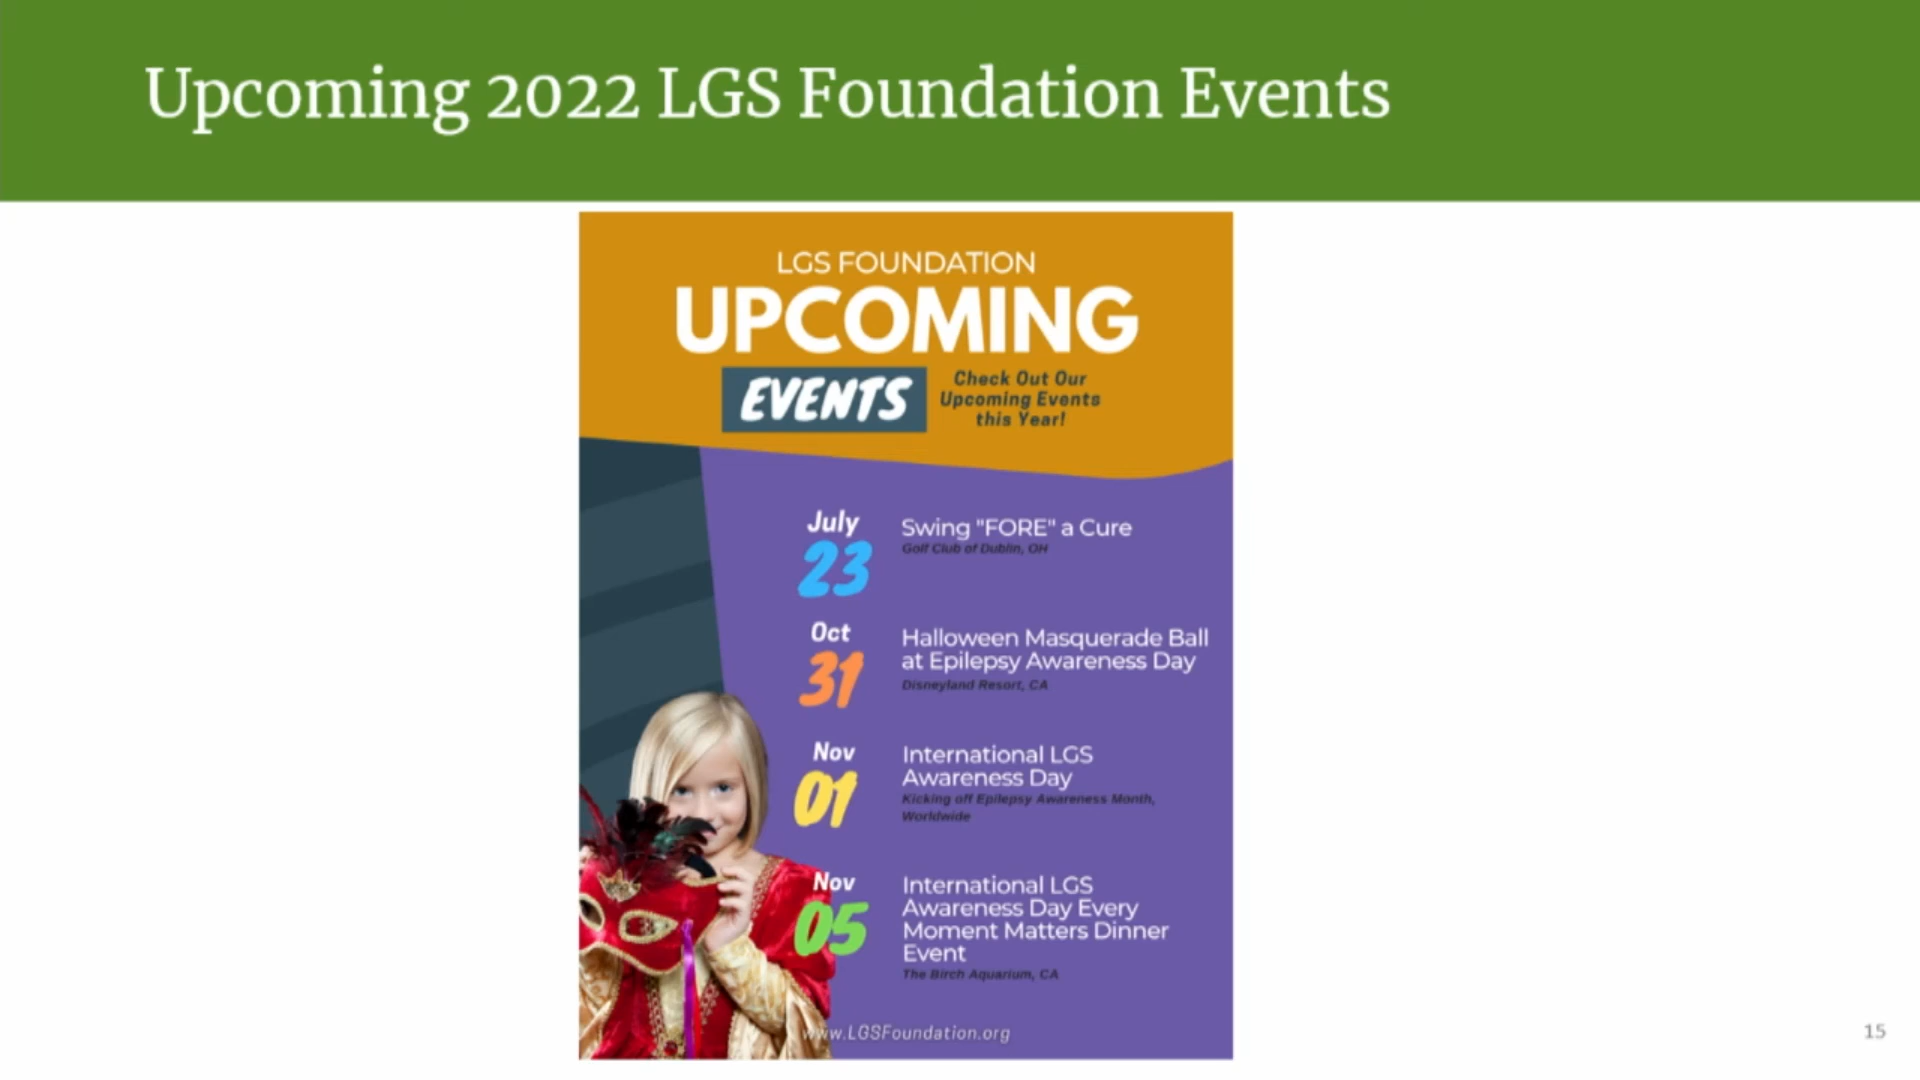 Upcoming 2022 LGS Foundation Events
LGS FOUNDATION
UPCOMING
EVENTS
Check Out Our
Upcoming Events
this Year!
July
23
Swing "FORE" a Cure
Golf Club of Dublin, OH
Oct
31
Halloween Masquerade Ball
at Epilepsy Awareness Day
Disneyland Resort, CA
Nov
01
International LGS
Awareness Day
Kicking off Epilepsy Awareness Month,
Worldwide
Nov
05
International LGS
Awareness Day Every
Moment Matters Dinner
Event
The Birch Aquarium, CA
www.LGSFoundation.org
15